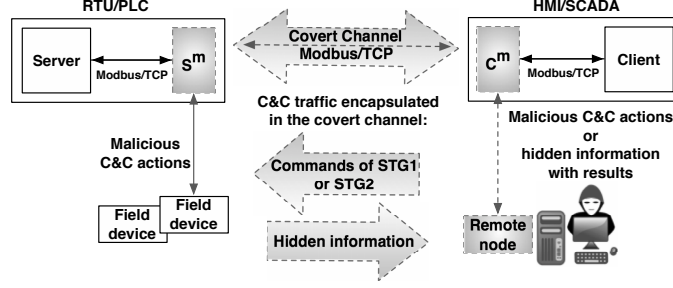 RTU/PLC
HMI/SCADA
Server
Modbus/TCP
S^m
Covert Channel
Modbus/TCP
C^m
Modbus/TCP
Client
C&C traffic encapsulated
in the covert channel:
Malicious
C&C actions
Malicious C&C actions
or
hidden information
with results
Commands of STG1
or STG2
Field
device
Field
device
Hidden information
Remote
node